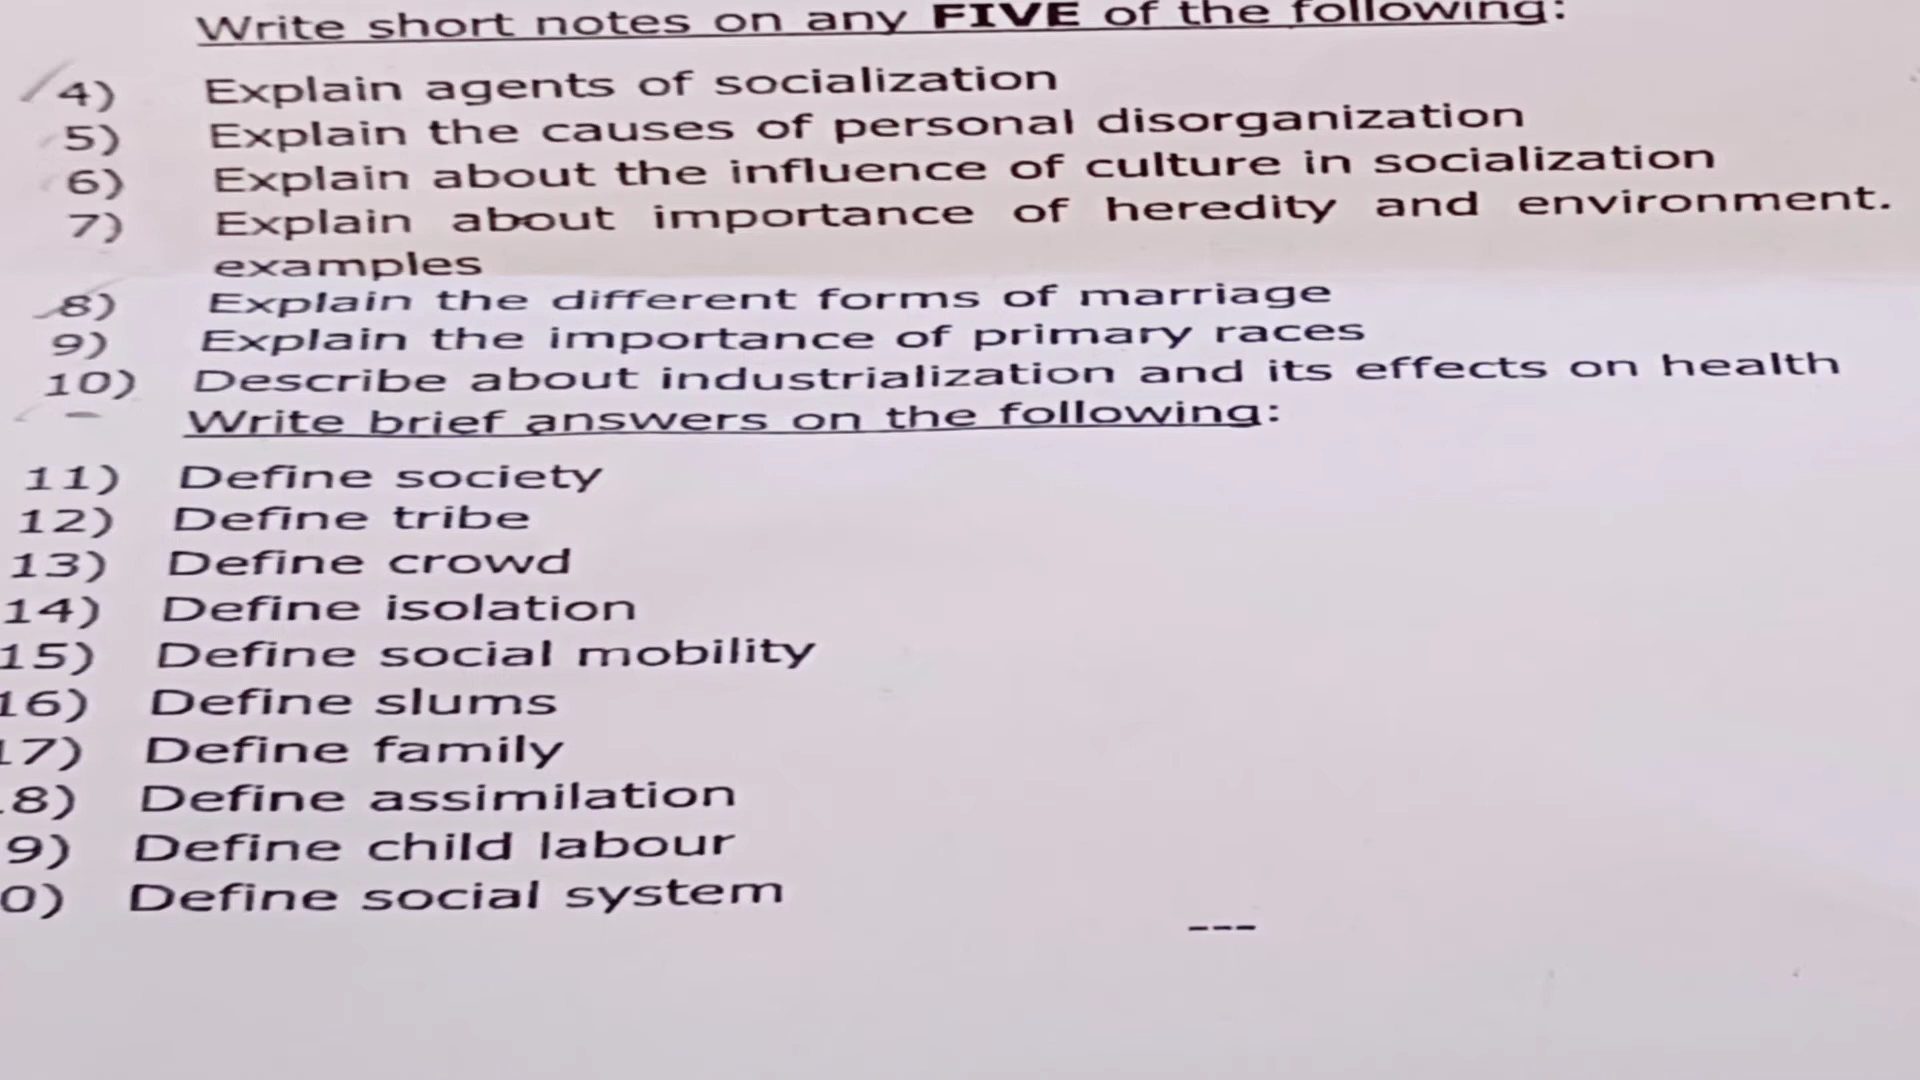 Write short notes on any FIVE of the following:
4) Explain agents of socialization
5) Explain the causes of personal disorganization
6) Explain about the influence of culture in socialization
7) Explain about importance of heredity and environment.
examples
8) Explain the different forms of marriage
9) Explain the importance of primary races
10) Describe about industrialization and its effects on health
Write brief answers on the following:
11) Define society
12) Define tribe
13) Define crowd
14) Define isolation
15) Define social mobility
16) Define slums
17) Define family
8) Define assimilation
9) Define child labour
0) Define social system
---